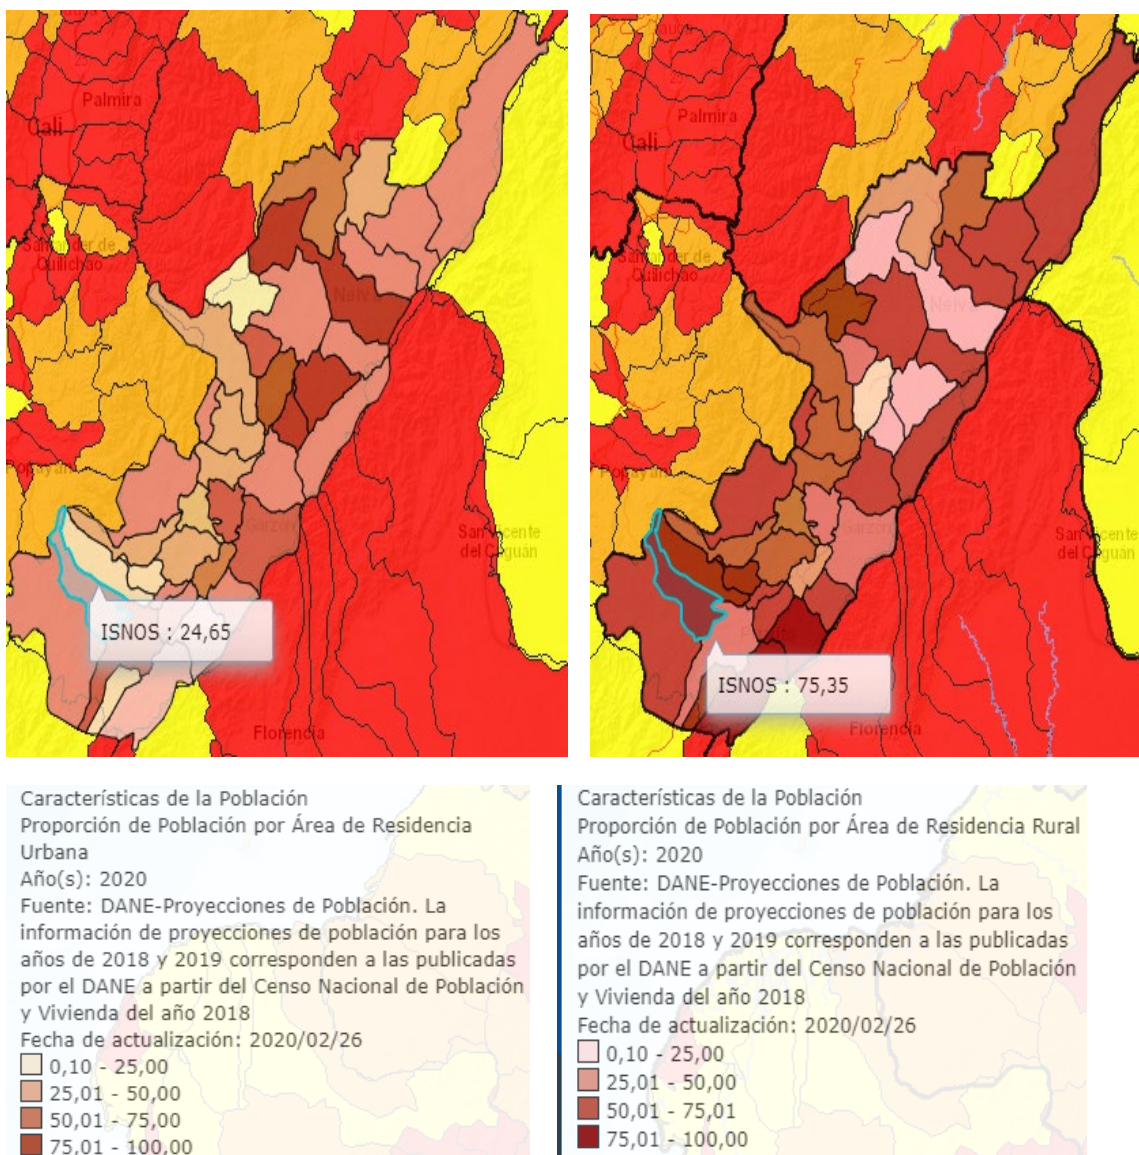 Palmira
Cali
Santander de
Quilichao
Neiva
Popayán
Garzón
San Vicente
del Caguán
ISNOS : 24,65
Florencia
Palmira
Cali
Santander de
Quilichao
Neiva
Popayán
Garzón
San Vicente
del Caguán
ISNOS : 75,35
Florencia
Características de la Población
Proporción de Población por Área de Residencia
Urbana
Año(s): 2020
Fuente: DANE-Proyecciones de Población. La
información de proyecciones de población para los
años de 2018 y 2019 corresponden a las publicadas
por el DANE a partir del Censo Nacional de Población
y Vivienda del año 2018
Fecha de actualización: 2020/02/26
0,10 - 25,00
25,01 - 50,00
50,01 - 75,00
75,01 - 100,00
Características de la Población
Proporción de Población por Área de Residencia Rural
Año(s): 2020
Fuente: DANE-Proyecciones de Población. La
información de proyecciones de población para los
años de 2018 y 2019 corresponden a las publicadas
por el DANE a partir del Censo Nacional de Población
y Vivienda del año 2018
Fecha de actualización: 2020/02/26
0,10 - 25,00
25,01 - 50,00
50,01 - 75,01
75,01 - 100,00